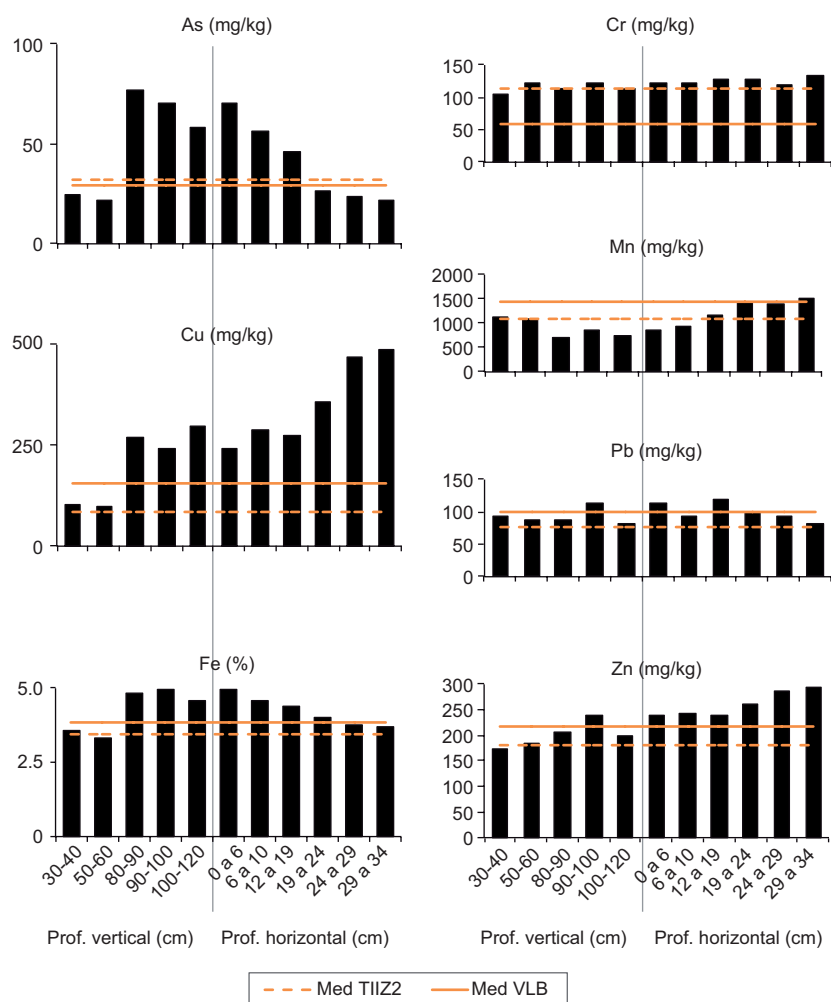 As (mg/kg)
100
50
0
Cu (mg/kg)
500
250
0
Fe (%)
5.0
2.5
0
30-40
50-60
80-90
90-100
100-120
0 a 6
6 a 10
12 a 19
19 a 24
24 a 29
29 a 34
Prof. vertical (cm) Prof. horizontal (cm)
Cr (mg/kg)
150
100
50
0
Mn (mg/kg)
2000
1500
1000
500
0
Pb (mg/kg)
150
100
50
0
Zn (mg/kg)
300
250
200
150
100
50
0
30-40
50-60
80-90
90-100
100-120
0 a 6
6 a 10
12 a 19
19 a 24
24 a 29
29 a 34
Prof. vertical (cm) Prof. horizontal (cm)
Med TIIZ2 Med VLB